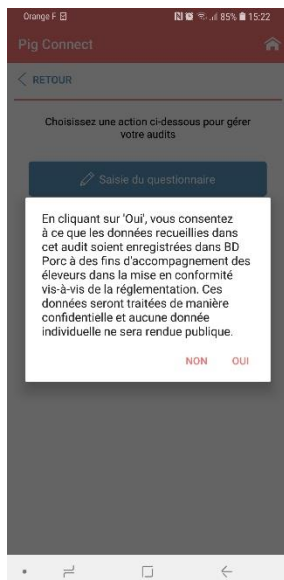 Orange F 85% 15:22
Pig Connect
RETOUR
Choisissez une action ci-dessous pour gérer
votre audits
Saisie du questionnaire
En cliquant sur 'Oui', vous consentez
à ce que les données recueillies dans
cet audit soient enregistrées dans BD
Porc à des fins d'accompagnement des
éleveurs dans la mise en conformité
vis-à-vis de la réglementation. Ces
données seront traitées de manière
confidentielle et aucune donnée
individuelle ne sera rendue publique.
NON OUI